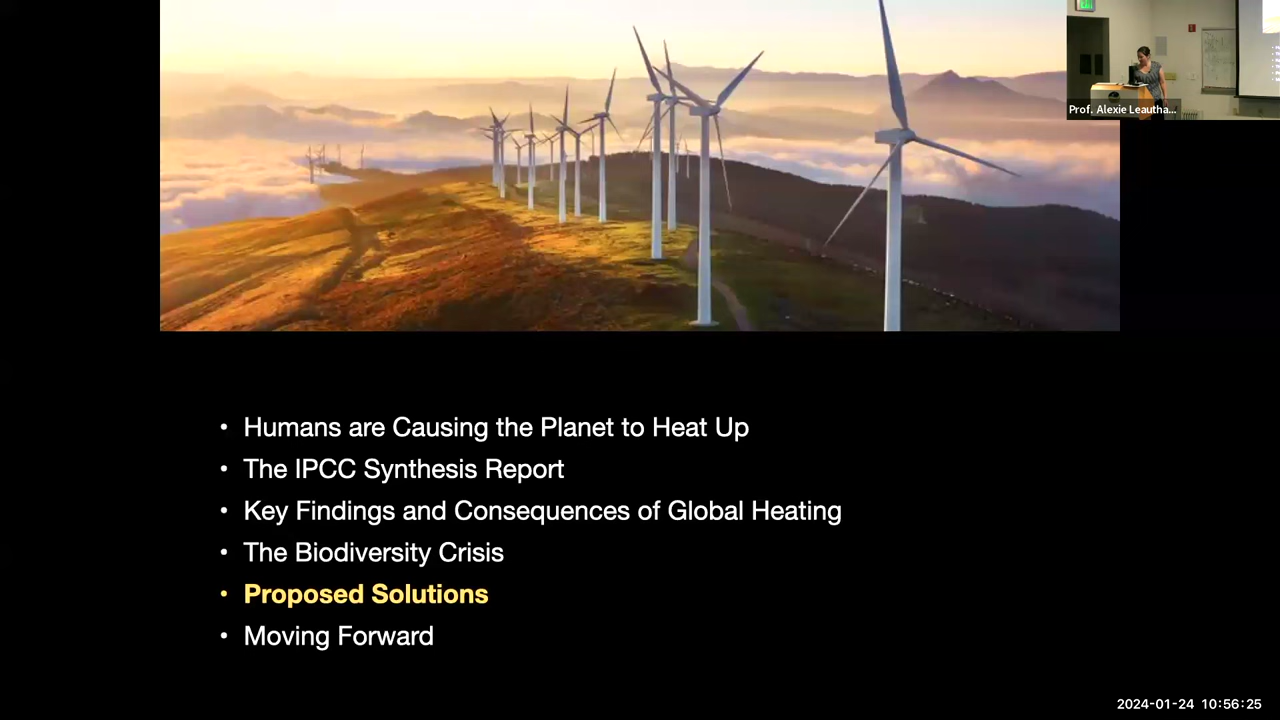 EXIT
Prof. Alexie Leautha...
• Humans are Causing the Planet to Heat Up
• The IPCC Synthesis Report
• Key Findings and Consequences of Global Heating
• The Biodiversity Crisis
• Proposed Solutions
• Moving Forward
2024-01-24 10:56:25